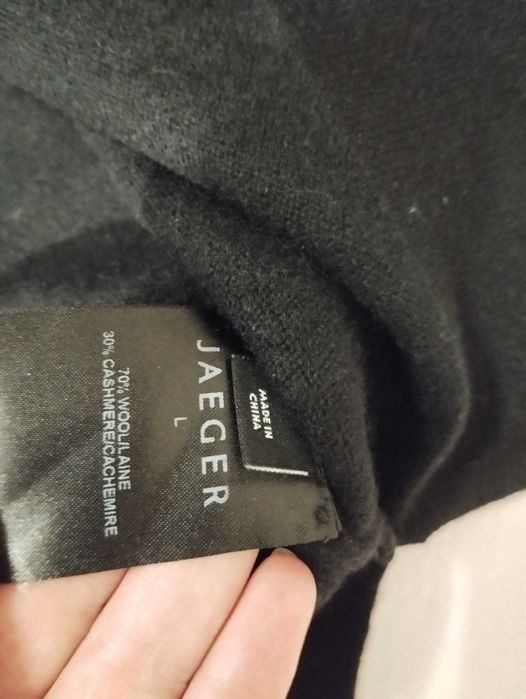 JAEGER
L
70% WOOL/LAINE
30% CASHMERE/CACHEMIRE
MADE IN
CHINA